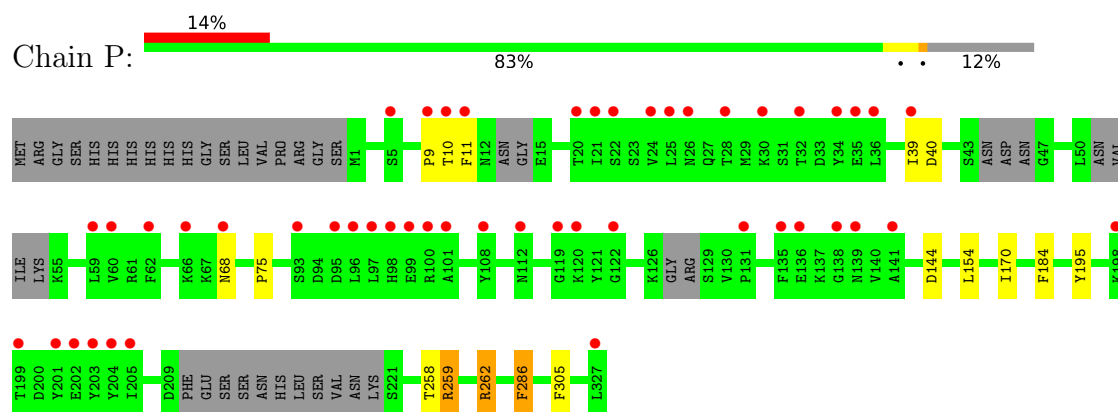 14%
Chain P:
83%
• •
12%
MET ARG GLY SER HIS HIS HIS HIS HIS HIS GLY SER LEU VAL PRO ARG GLY SER M1 S5 P9 T10 F11 N12 ASN GLY E15 T20 I21 S22 S23 V24 L25 N26 Q27 T28 M29 K30 S31 T32 D33 Y34 E35 L36 I39 D40 S43 ASN ASP ASN G47 L50 ASN VAL
ILE LYS K55 L59 V60 R61 F62 K66 K67 N68 P75 S93 D94 D95 L96 L97 H98 E99 R100 A101 Y108 N112 G119 K120 Y121 G122 K126 GLY ARG S129 V130 P131 F135 E136 K137 G138 N139 V140 A141 D144 L154 I170 F184 Y195 K198
T199 D200 Y201 E202 Y203 Y204 I205 D209 PHE GLU SER SER ASN HIS LEU SER VAL ASN LYS S221 T258 R259 R262 F286 F305 L327